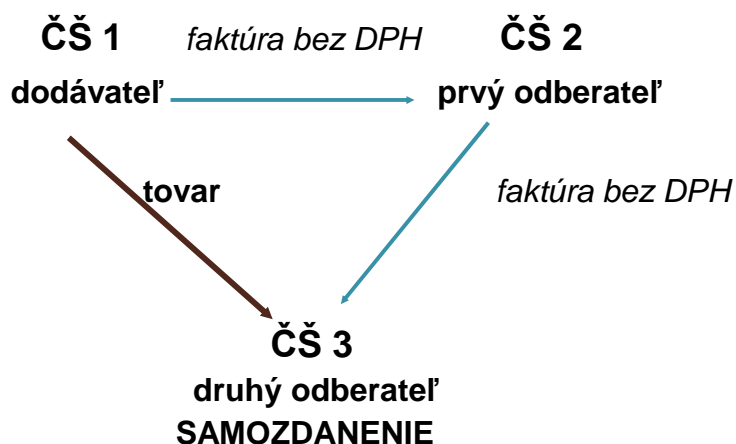 ČŠ 1 faktúra bez DPH ČŠ 2
dodávateľ prvý odberateľ
tovar faktúra bez DPH
ČŠ 3
druhý odberateľ
SAMOZDANENIE